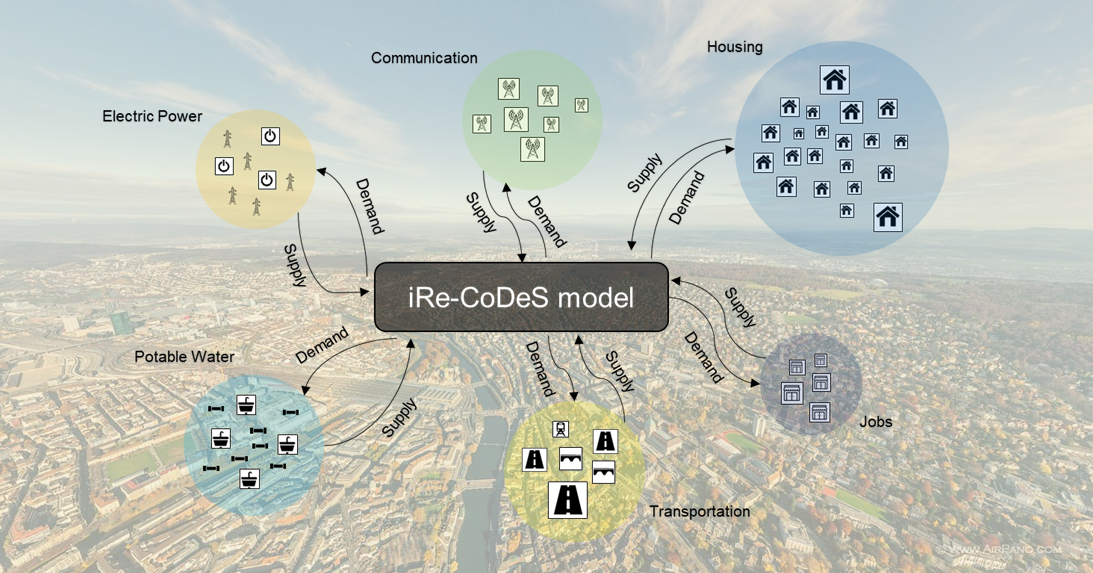 Communication
Housing
Electric Power
Supply
Demand
Demand
Supply
Demand
Supply
Demand
Supply
iRe-CoDeS model
Supply
Demand
Demand
Supply
Demand
Supply
Potable Water
Jobs
Transportation
© www.AirPano.com